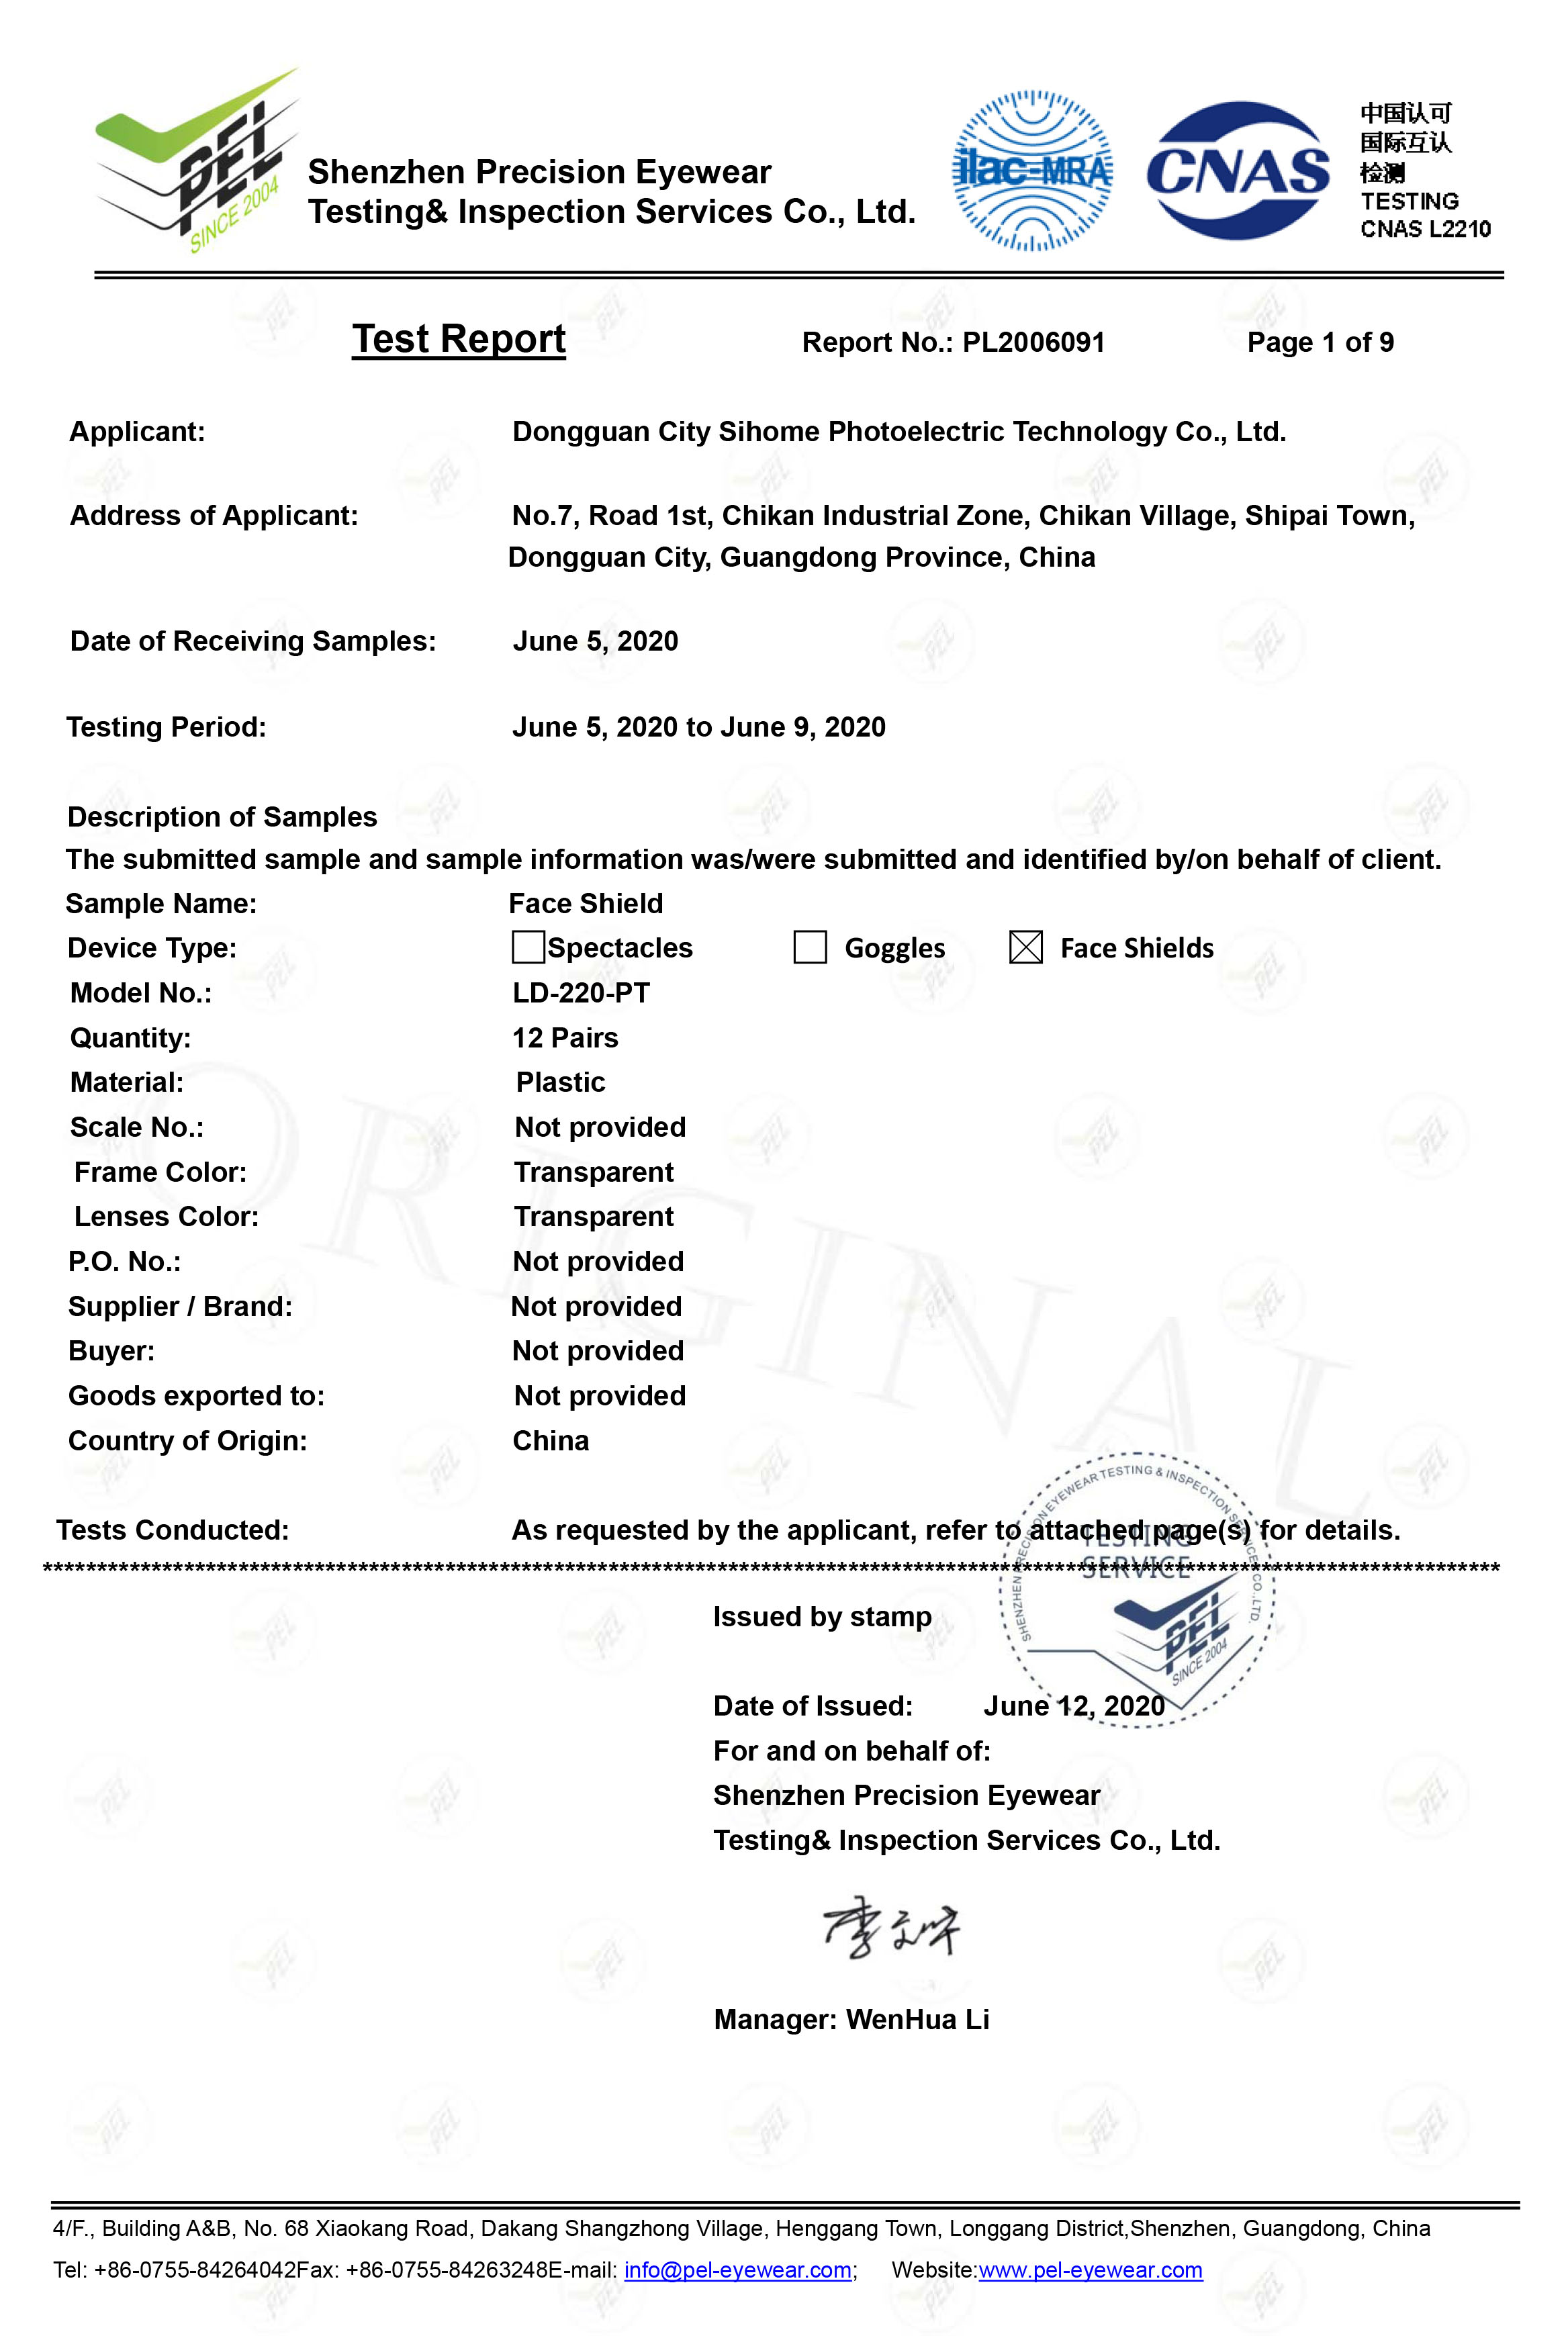 PEL
SINCE 2004
Shenzhen Precision Eyewear
Testing& Inspection Services Co., Ltd.
ilac-MRA
CNAS
中国认可
国际互认
检测
TESTING
CNAS L2210
Test Report Report No.: PL2006091 Page 1 of 9
Applicant: Dongguan City Sihome Photoelectric Technology Co., Ltd.
Address of Applicant: No.7, Road 1st, Chikan Industrial Zone, Chikan Village, Shipai Town,
Dongguan City, Guangdong Province, China
Date of Receiving Samples: June 5, 2020
Testing Period: June 5, 2020 to June 9, 2020
Description of Samples
The submitted sample and sample information was/were submitted and identified by/on behalf of client.
Sample Name: Face Shield
Device Type: ☐Spectacles ☐ Goggles ☒ Face Shields
Model No.: LD-220-PT
Quantity: 12 Pairs
Material: Plastic
Scale No.: Not provided
Frame Color: Transparent
Lenses Color: Transparent
P.O. No.: Not provided
Supplier / Brand: Not provided
Buyer: Not provided
Goods exported to: Not provided
Country of Origin: China
ORIGINAL
Tests Conducted: As requested by the applicant, refer to attached page(s) for details.
SHENZHEN PRECISION EYEWEAR TESTING & INSPECTION SERVICES CO.,LTD.
TESTING
SERVICE
PEL
SINCE 2004
Issued by stamp
Date of Issued: June 12, 2020
For and on behalf of:
Shenzhen Precision Eyewear
Testing& Inspection Services Co., Ltd.
Manager: WenHua Li
4/F., Building A&B, No. 68 Xiaokang Road, Dakang Shangzhong Village, Henggang Town, Longgang District,Shenzhen, Guangdong, China
Tel: +86-0755-84264042Fax: +86-0755-84263248E-mail: info@pel-eyewear.com; Website:www.pel-eyewear.com